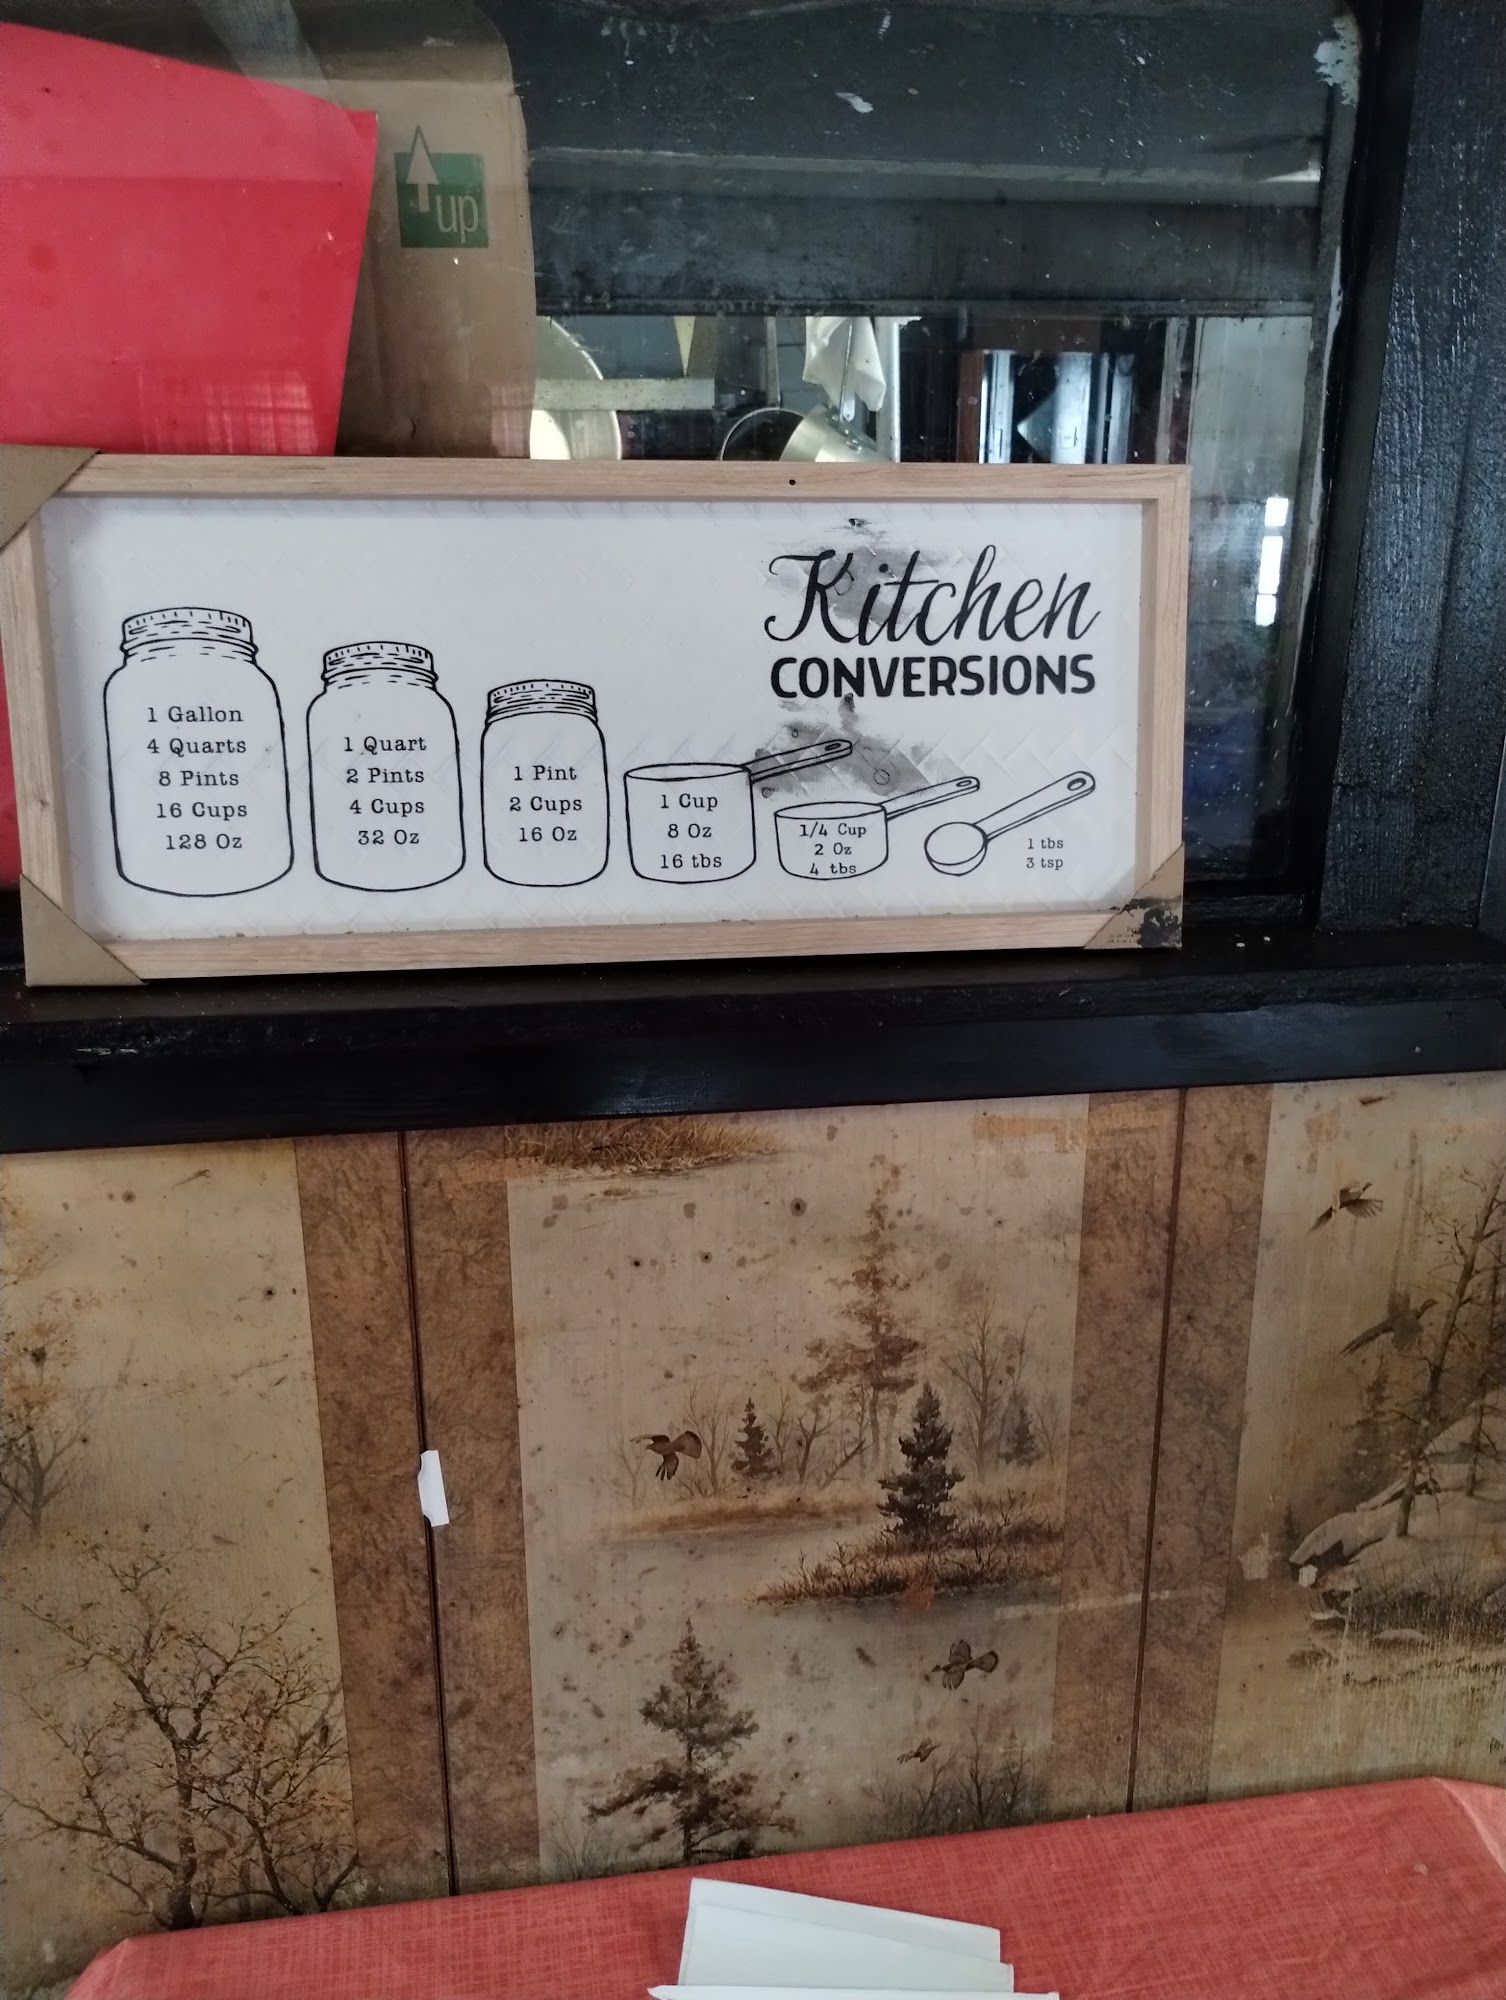 up
Kitchen
CONVERSIONS
1 Gallon
4 Quarts
8 Pints
16 Cups
128 Oz
1 Quart
2 Pints
4 Cups
32 Oz
1 Pint
2 Cups
16 Oz
1 Cup
8 Oz
16 tbs
1/4 Cup
2 Oz
4 tbs
1 tbs
3 tsp